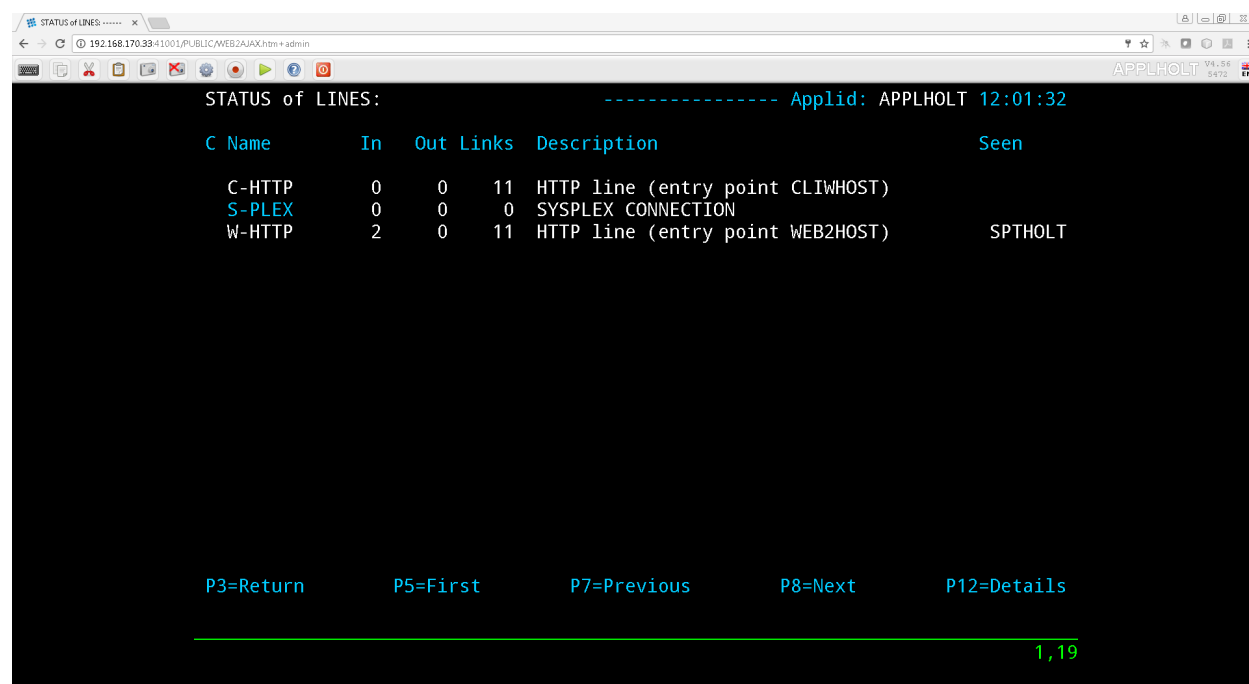 STATUS of LINES: ------
192.168.170.33:41001/PUBLIC/WEB2AJAX.htm+admin
APPLHOLT V4.56 5472
STATUS of LINES: ---------------- Applid: APPLHOLT 12:01:32
C Name In Out Links Description Seen
C-HTTP 0 0 11 HTTP line (entry point CLIWHOST)
S-PLEX 0 0 0 SYSPLEX CONNECTION
W-HTTP 2 0 11 HTTP line (entry point WEB2HOST) SPTHOLT
P3=Return P5=First P7=Previous P8=Next P12=Details
1,19